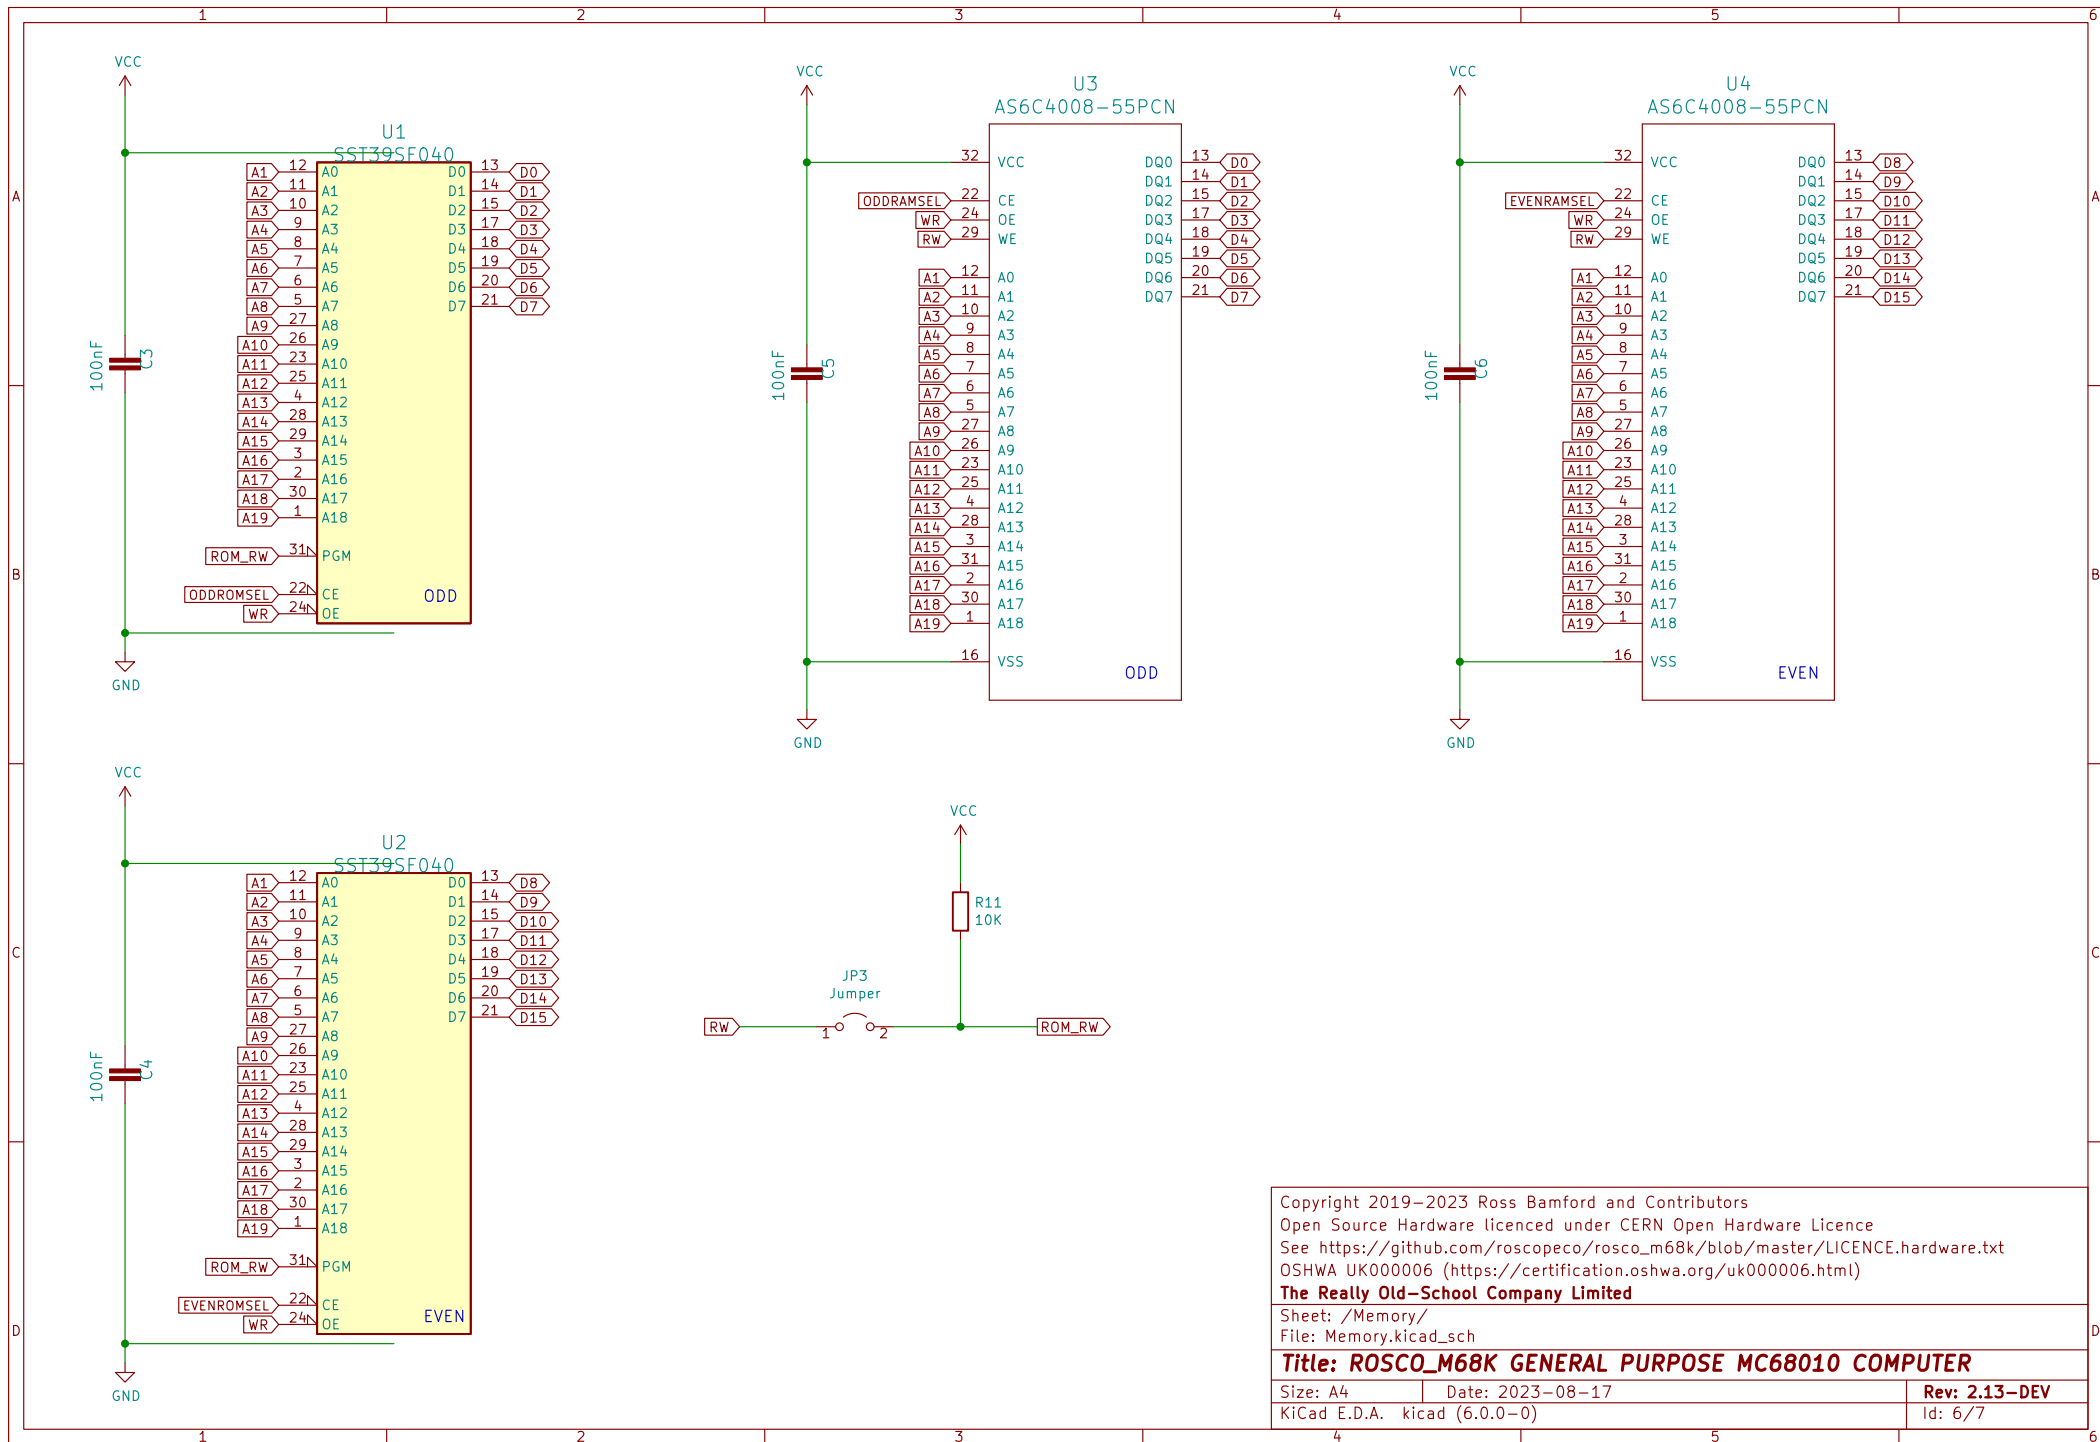 1 2 3 4 5 6
A
B
C
D
A
B
C
D
1 2 3 4 5 6
VCC
U1
SST39SF040
A1 12 A0 D0 13 D0
A2 11 A1 D1 14 D1
A3 10 A2 D2 15 D2
A4 9 A3 D3 17 D3
A5 8 A4 D4 18 D4
A6 7 A5 D5 19 D5
A7 6 A6 D6 20 D6
A8 5 A7 D7 21 D7
A9 27 A8
A10 26 A9
A11 23 A10
A12 25 A11
A13 4 A12
A14 28 A13
A15 29 A14
A16 3 A15
A17 2 A16
A18 30 A17
A19 1 A18
ROM_RW 31 PGM
ODDROMSEL 22 CE
WR 24 OE
ODD
100nF
C3
GND
VCC
U3
AS6C4008-55PCN
32 VCC DQ0 13 D0
DQ1 14 D1
ODDRAMSEL 22 CE DQ2 15 D2
WR 24 OE DQ3 17 D3
RW 29 WE DQ4 18 D4
DQ5 19 D5
A1 12 A0 DQ6 20 D6
A2 11 A1 DQ7 21 D7
A3 10 A2
A4 9 A3
A5 8 A4
A6 7 A5
A7 6 A6
A8 5 A7
A9 27 A8
A10 26 A9
A11 23 A10
A12 25 A11
A13 4 A12
A14 28 A13
A15 3 A14
A16 31 A15
A17 2 A16
A18 30 A17
A19 1 A18
16 VSS
ODD
100nF
C5
GND
VCC
U4
AS6C4008-55PCN
32 VCC DQ0 13 D8
DQ1 14 D9
EVENRAMSEL 22 CE DQ2 15 D10
WR 24 OE DQ3 17 D11
RW 29 WE DQ4 18 D12
DQ5 19 D13
A1 12 A0 DQ6 20 D14
A2 11 A1 DQ7 21 D15
A3 10 A2
A4 9 A3
A5 8 A4
A6 7 A5
A7 6 A6
A8 5 A7
A9 27 A8
A10 26 A9
A11 23 A10
A12 25 A11
A13 4 A12
A14 28 A13
A15 3 A14
A16 31 A15
A17 2 A16
A18 30 A17
A19 1 A18
16 VSS
EVEN
100nF
C6
GND
VCC
U2
SST39SF040
A1 12 A0 D0 13 D8
A2 11 A1 D1 14 D9
A3 10 A2 D2 15 D10
A4 9 A3 D3 17 D11
A5 8 A4 D4 18 D12
A6 7 A5 D5 19 D13
A7 6 A6 D6 20 D14
A8 5 A7 D7 21 D15
A9 27 A8
A10 26 A9
A11 23 A10
A12 25 A11
A13 4 A12
A14 28 A13
A15 29 A14
A16 3 A15
A17 2 A16
A18 30 A17
A19 1 A18
ROM_RW 31 PGM
EVENROMSEL 22 CE
WR 24 OE
EVEN
100nF
C4
GND
VCC
R11
10K
JP3
Jumper
RW 1 2 ROM_RW
Copyright 2019-2023 Ross Bamford and Contributors
Open Source Hardware licenced under CERN Open Hardware Licence
See https://github.com/roscopeco/rosco_m68k/blob/master/LICENCE.hardware.txt
OSHWA UK000006 (https://certification.oshwa.org/uk000006.html)
The Really Old-School Company Limited
Sheet: /Memory/
File: Memory.kicad_sch
Title: ROSCO_M68K GENERAL PURPOSE MC68010 COMPUTER
Size: A4 Date: 2023-08-17 Rev: 2.13-DEV
KiCad E.D.A. kicad (6.0.0-0) Id: 6/7